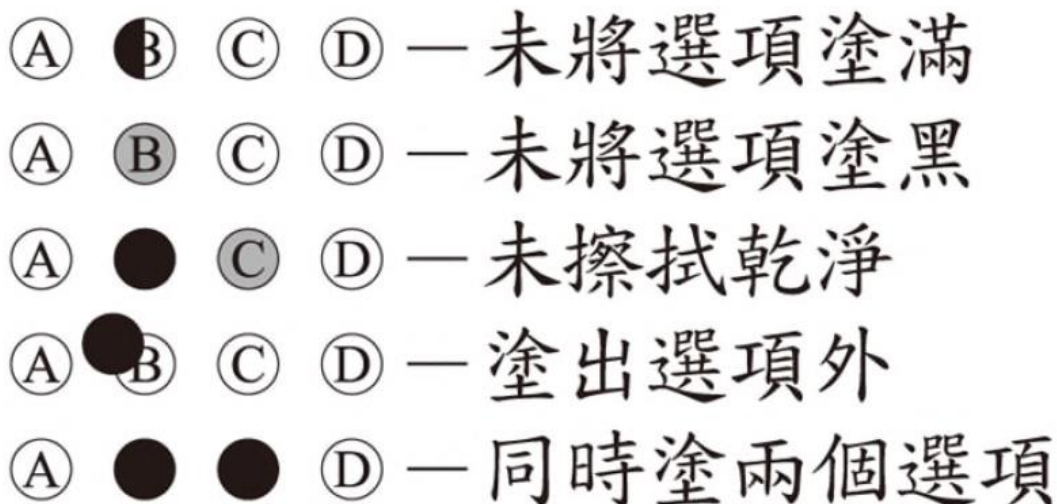 Ⓐ Ⓑ Ⓒ Ⓓ — 未將選項塗滿
Ⓐ Ⓑ Ⓒ Ⓓ — 未將選項塗黑
Ⓐ ● Ⓒ Ⓓ — 未擦拭乾淨
Ⓐ Ⓑ Ⓒ Ⓓ — 塗出選項外
Ⓐ ● ● Ⓓ — 同時塗兩個選項